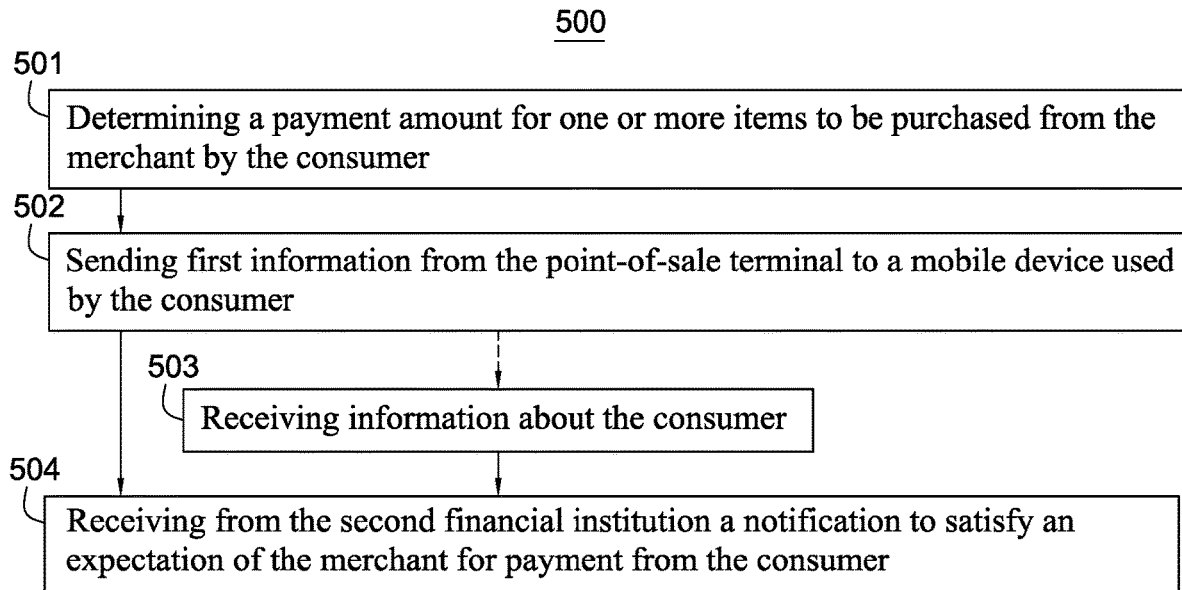 500
501
Determining a payment amount for one or more items to be purchased from the
merchant by the consumer
502
Sending first information from the point-of-sale terminal to a mobile device used
by the consumer
503
Receiving information about the consumer
504
Receiving from the second financial institution a notification to satisfy an
expectation of the merchant for payment from the consumer